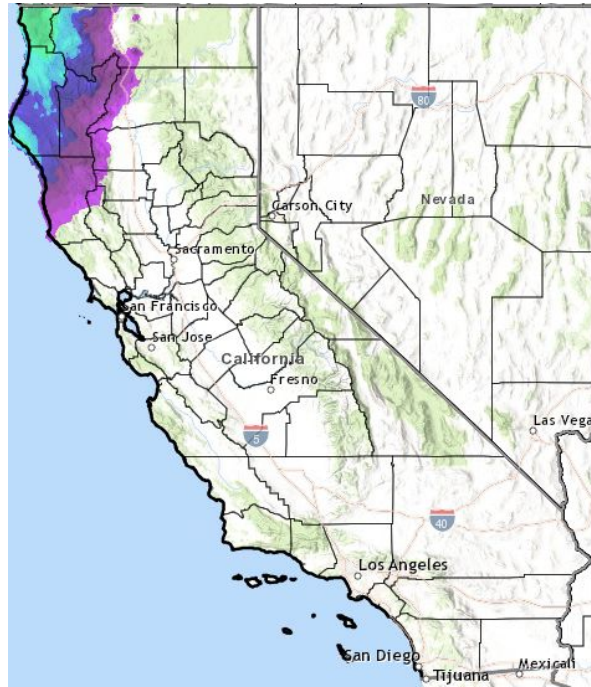 80
Nevada
Carson City
Sacramento
San Francisco
San Jose
California
Fresno
Las Vega
5
40
Los Angeles
San Diego
Tijuana
Mexicali